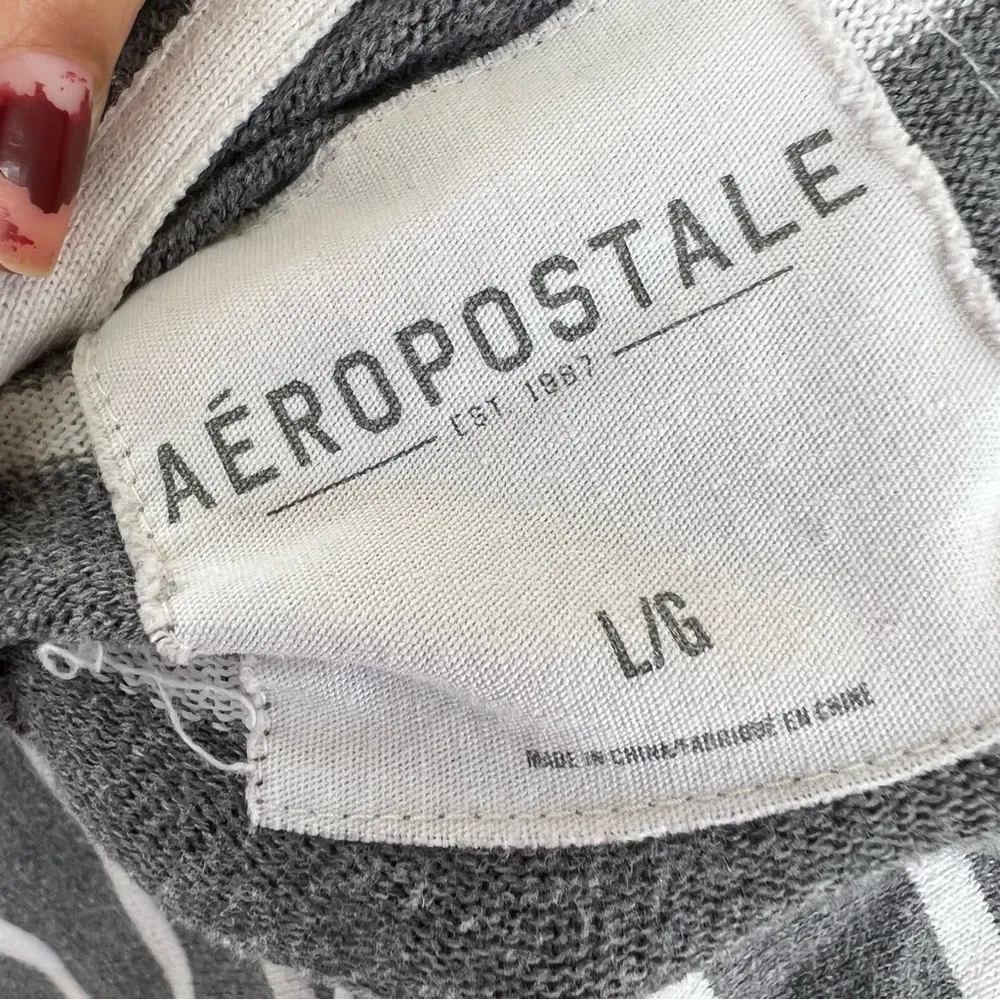 AÉROPOSTALE
EST. 1987
L/G
MADE IN CHINA/FABRIQUÉ EN CHINE